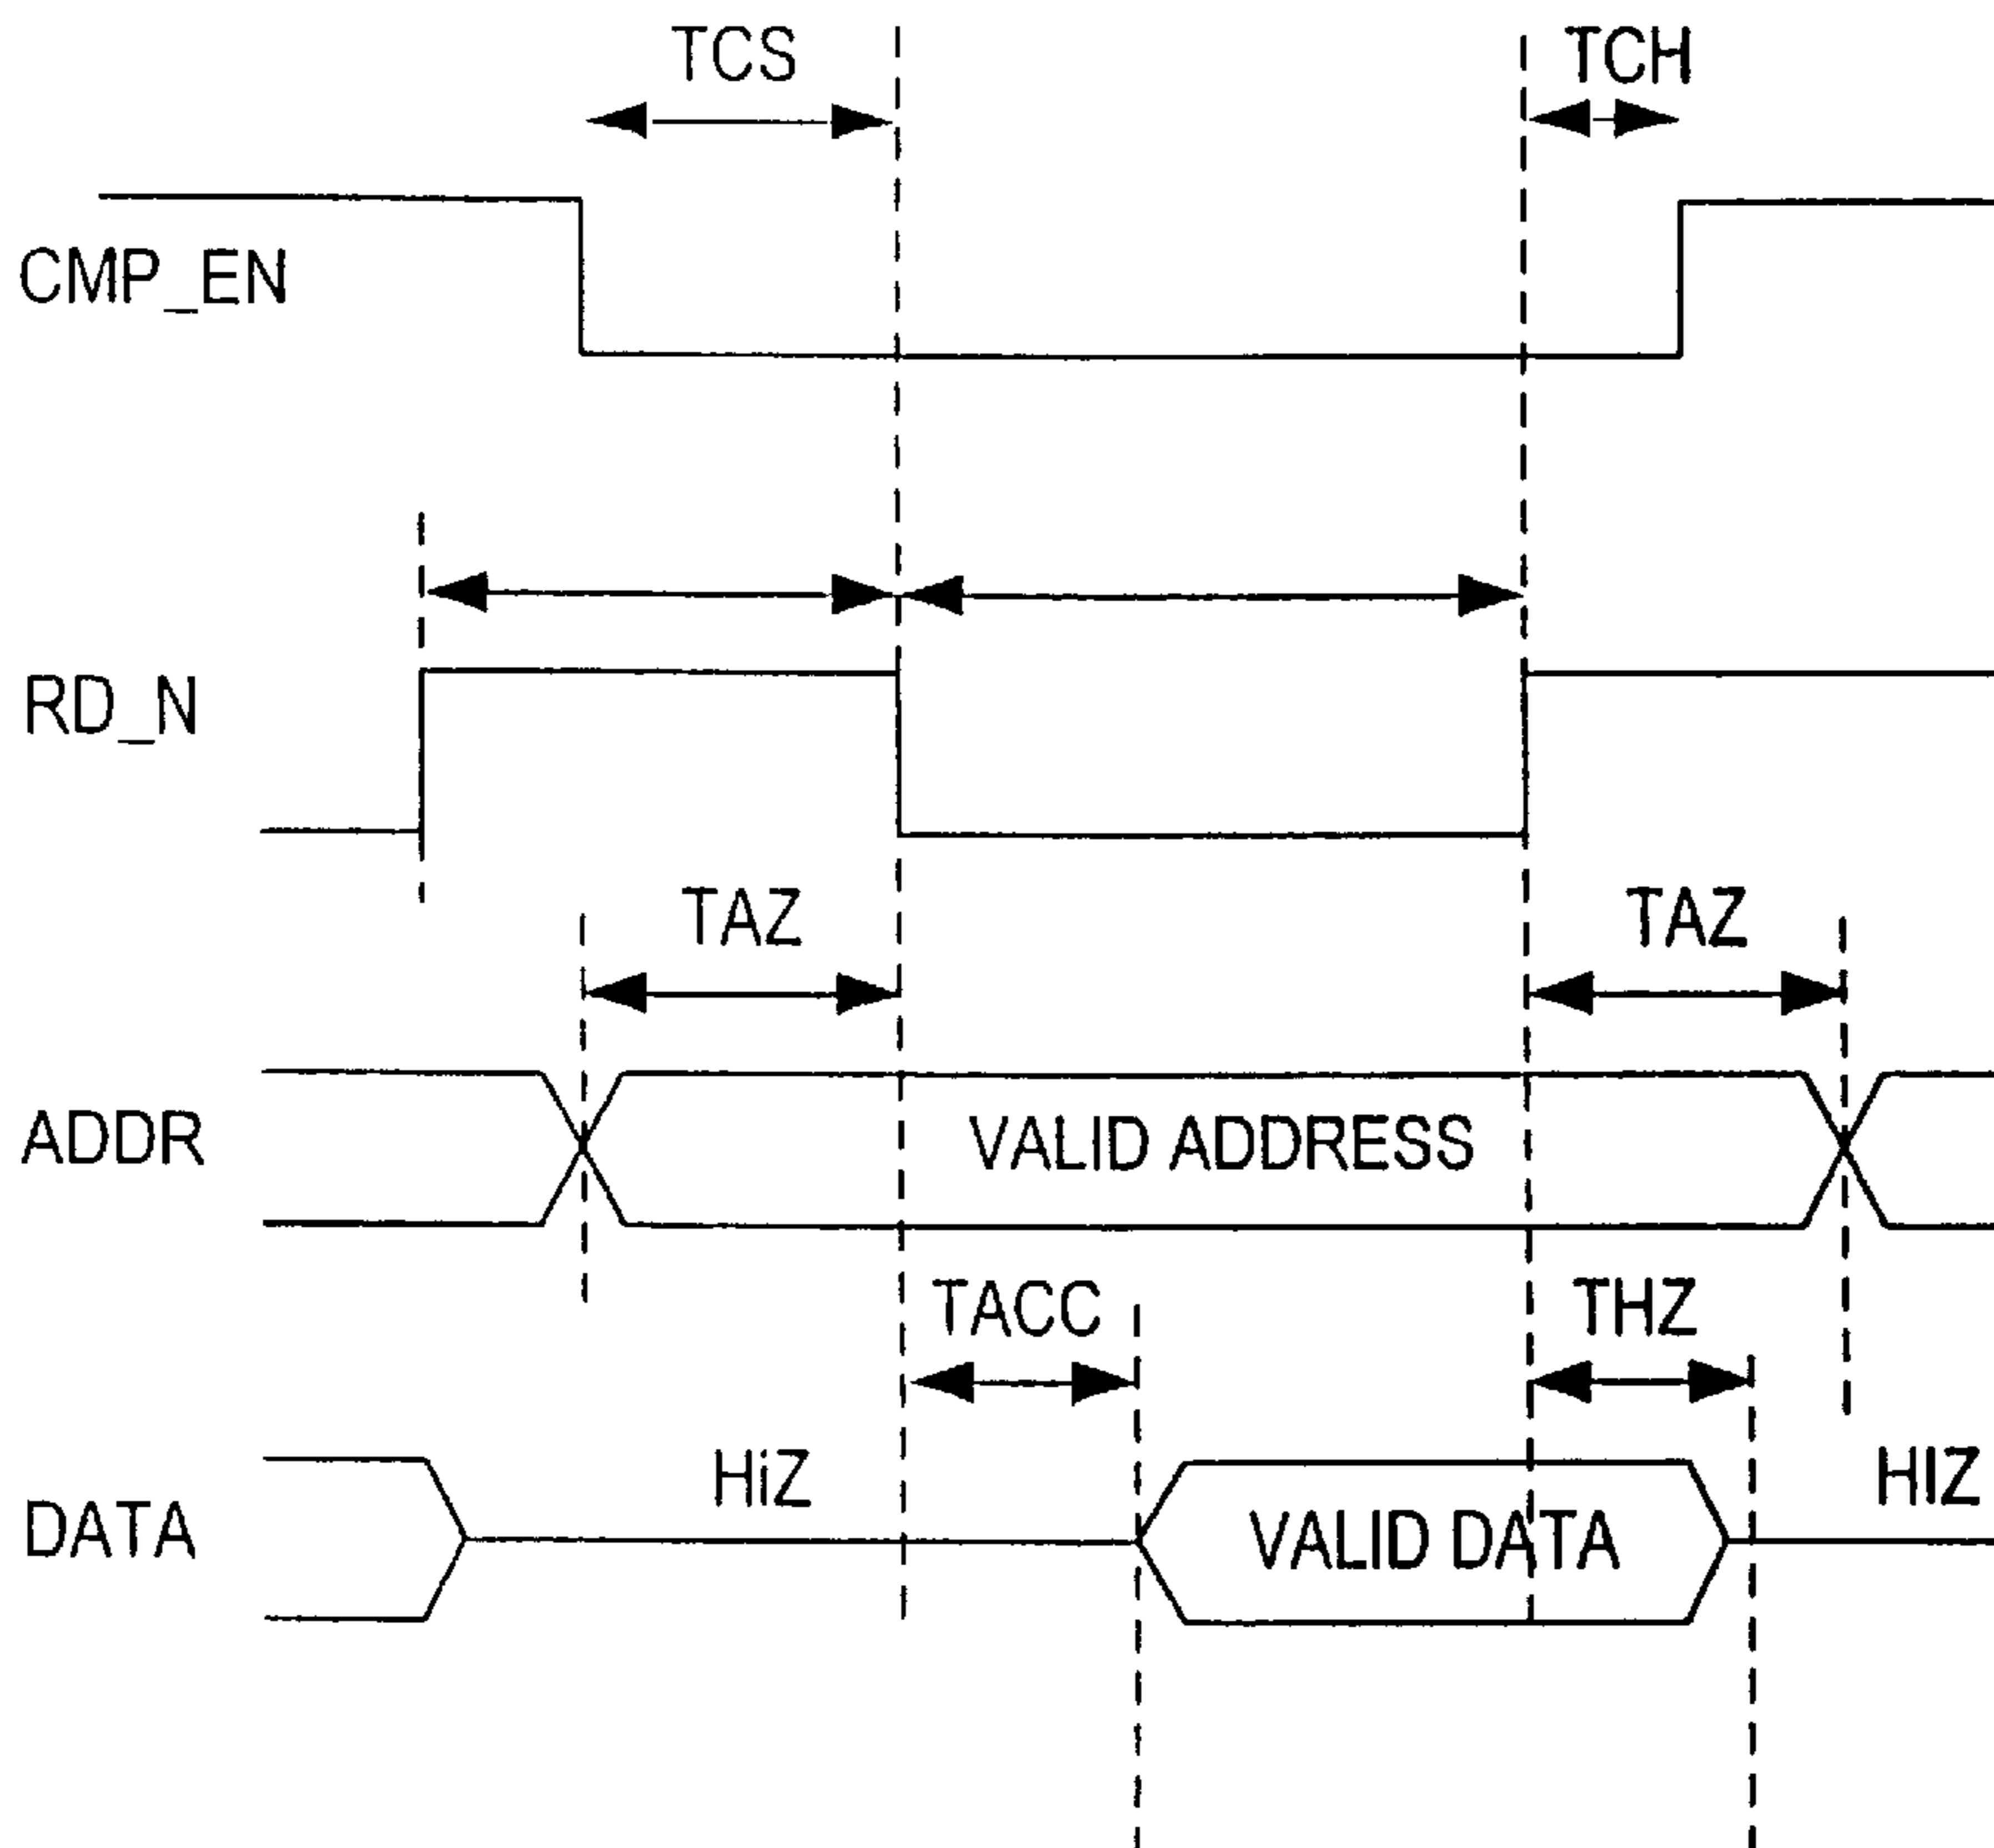 TCS TCH
CMP_EN
RD_N
TAZ TAZ
ADDR VALID ADDRESS
TACC THZ
HiZ HIZ
DATA VALID DATA